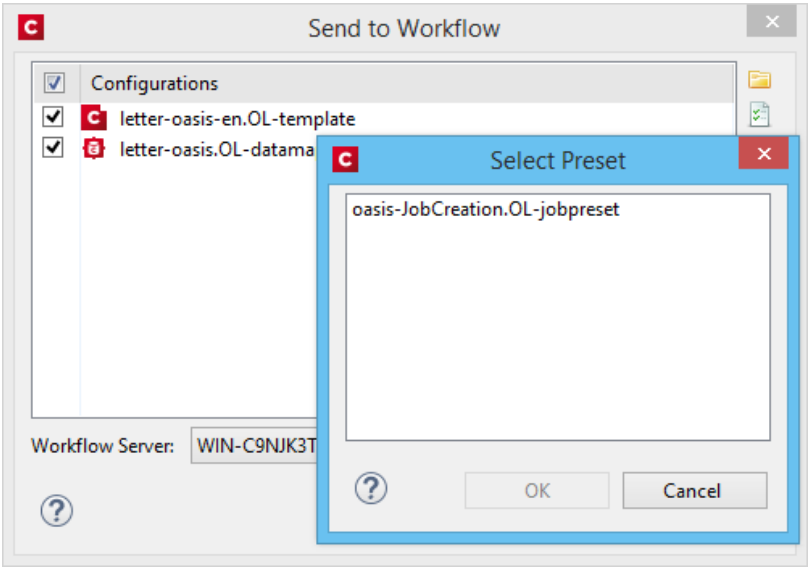 Send to Workflow
Configurations
letter-oasis-en.OL-template
letter-oasis.OL-datama
Select Preset
oasis-JobCreation.OL-jobpreset
Workflow Server: WIN-C9NJK3T
OK Cancel